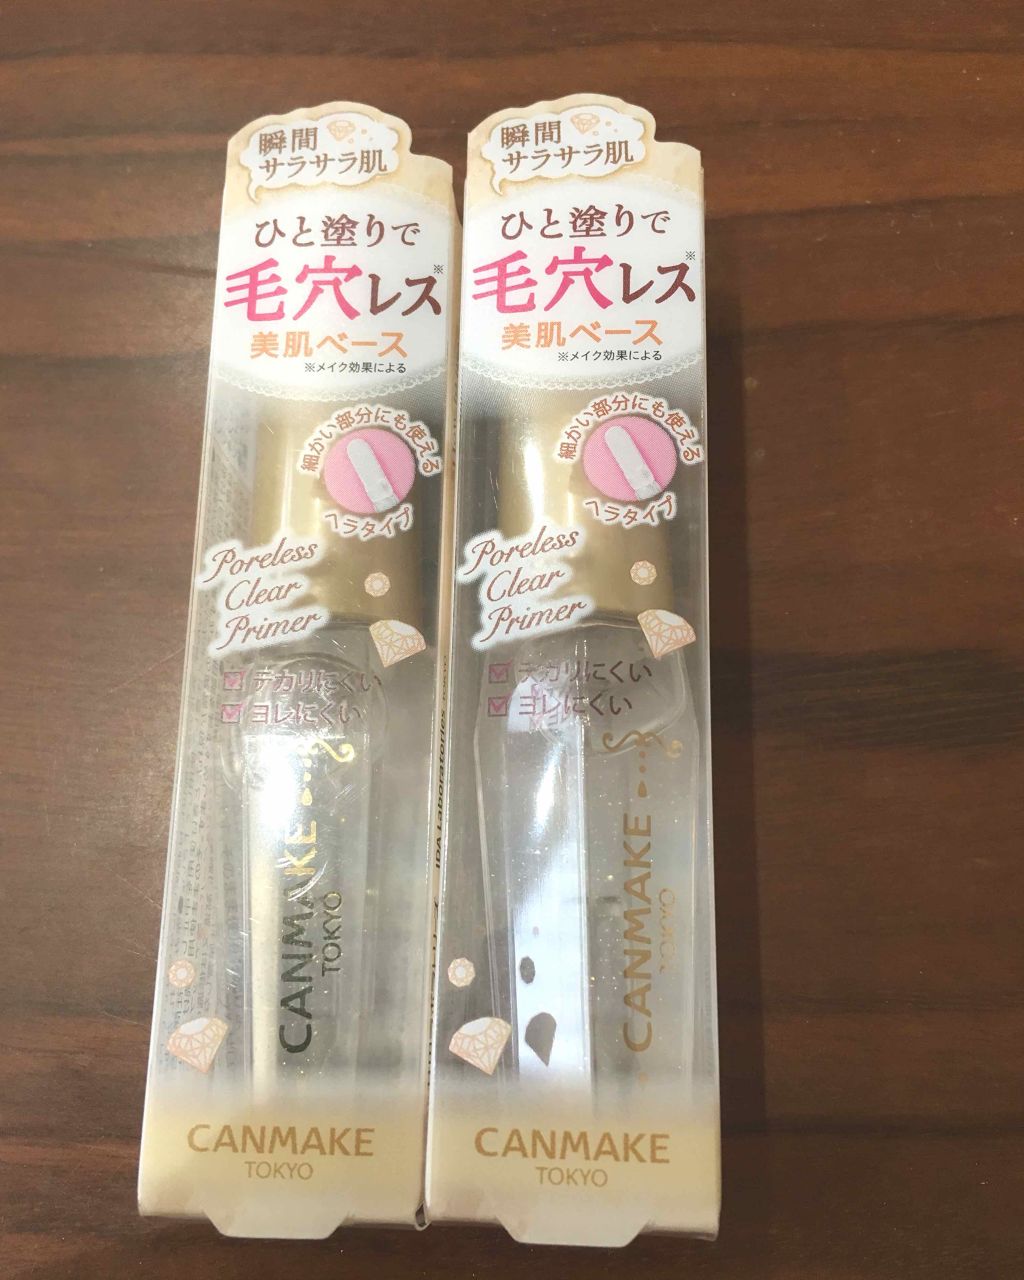 瞬間
サラサラ肌
ひと塗りで
毛穴レス※
美肌ベース
※メイク効果による
細かい部分にも使える
ヘラタイプ
Poreless
Clear
Primer
テカリにくい
ヨレにくい
CANMAKE
TOKYO
CANMAKE
TOKYO
IDA Laboratories
瞬間
サラサラ肌
ひと塗りで
毛穴レス※
美肌ベース
※メイク効果による
細かい部分にも使える
ヘラタイプ
Poreless
Clear
Primer
テカリにくい
ヨレにくい
CANMAKE
TOKYO
CANMAKE
TOKYO